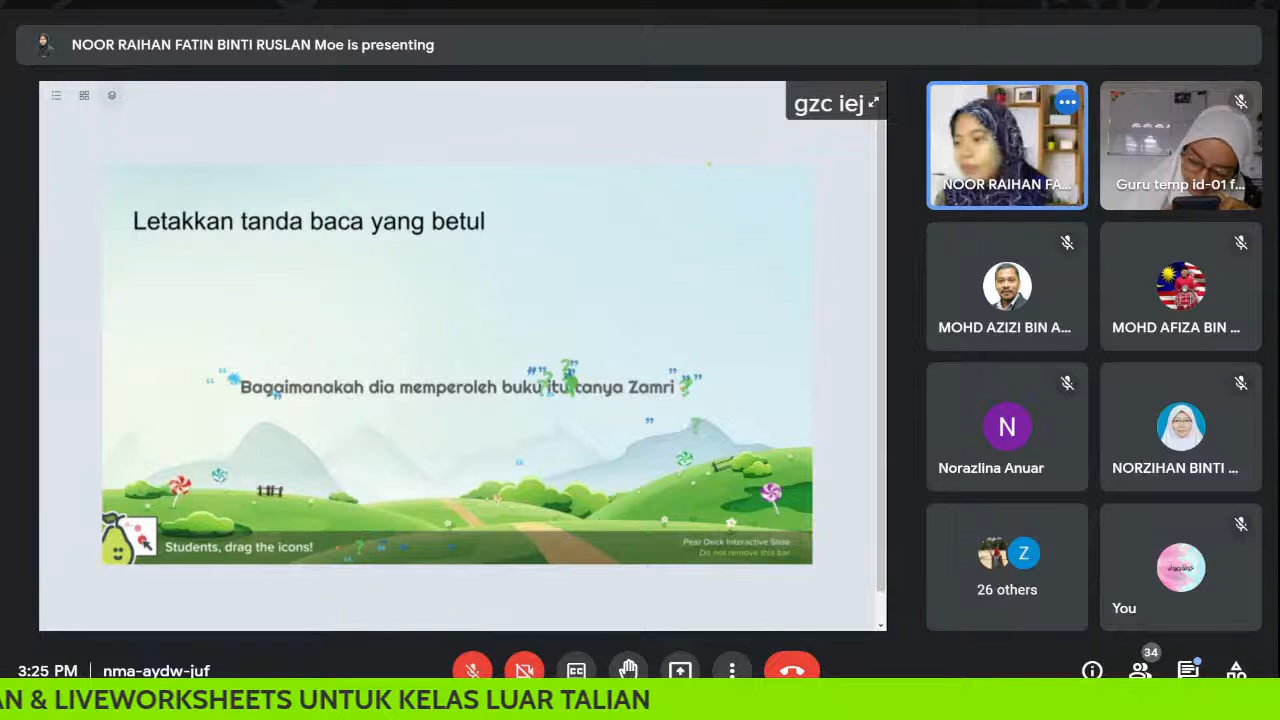 NOOR RAIHAN FATIN BINTI RUSLAN Moe is presenting
gzc iej
Letakkan tanda baca yang betul
Baggimanakah dia memperoleh buku itu tanya Zamri
Students, drag the icons!
Pear Deck Interactive Slide
Do not remove this bar
NOOR RAIHAN FA...
Guru temp id-01 f...
MOHD AZIZI BIN A...
MOHD AFIZA BIN ...
N
Norazlina Anuar
NORZIHAN BINTI ...
Z
26 others
You
3:25 PM | nma-aydw-juf
34
AN & LIVEWORKSHEETS UNTUK KELAS LUAR TALIAN